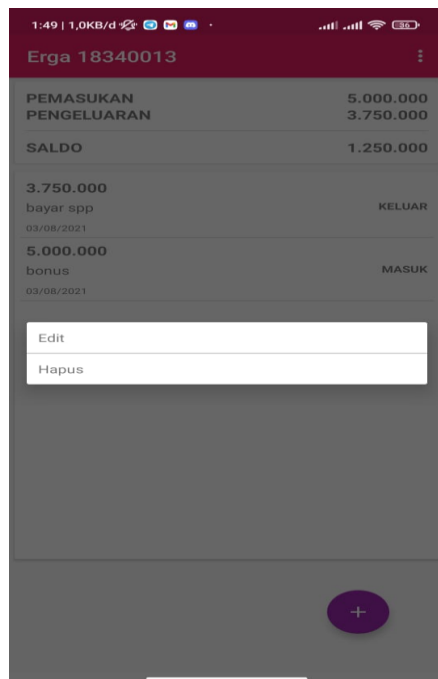 1:49 | 1,0KB/d
Erga 18340013
PEMASUKAN 5.000.000
PENGELUARAN 3.750.000
SALDO 1.250.000
3.750.000
bayar spp KELUAR
03/08/2021
5.000.000
bonus MASUK
03/08/2021
Edit
Hapus
+